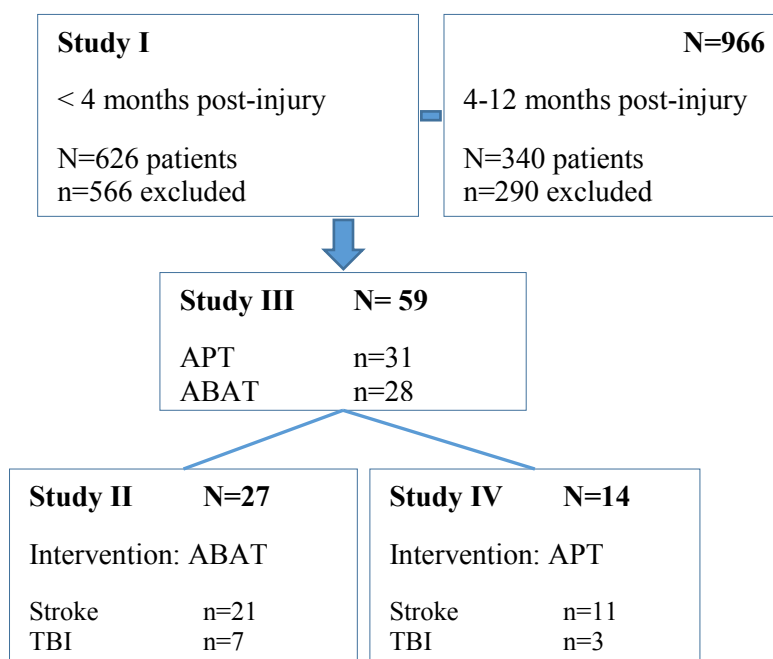 Study I
< 4 months post-injury
N=626 patients
n=566 excluded
N=966
4-12 months post-injury
N=340 patients
n=290 excluded
Study III N= 59
APT n=31
ABAT n=28
Study II N=27
Intervention: ABAT
Stroke n=21
TBI n=7
Study IV N=14
Intervention: APT
Stroke n=11
TBI n=3